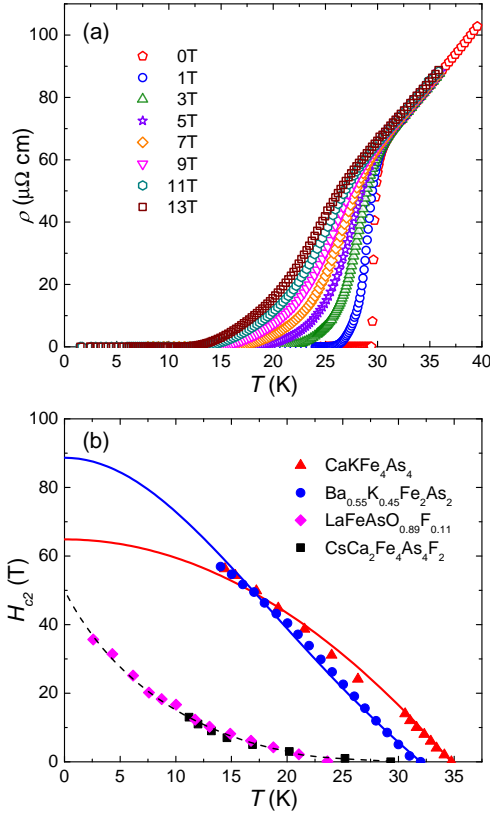 (a)
0T
1T
3T
5T
7T
9T
11T
13T
100
80
60
40
20
0
ρ (μΩ cm)
0 5 10 15 20 25 30 35 40
T (K)
(b)
CaKFe₄As₄
Ba₀.₅₅K₀.₄₅Fe₂As₂
LaFeAsO₀.₈₉F₀.₁₁
CsCa₂Fe₄As₄F₂
100
80
60
40
20
0
H_c2 (T)
0 5 10 15 20 25 30 35
T (K)